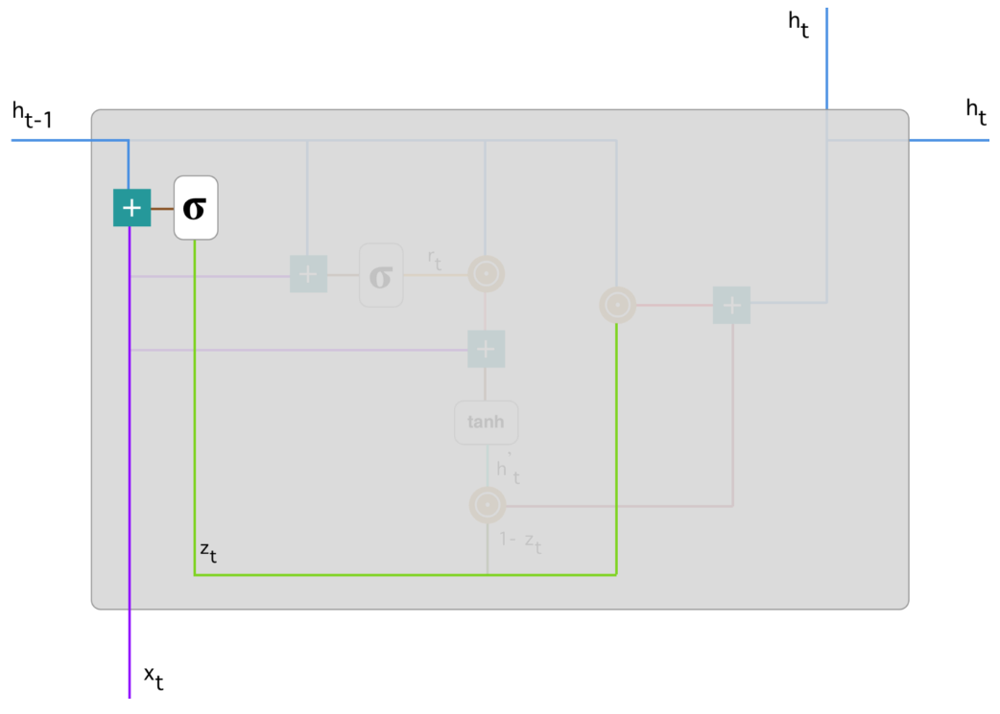 h_t
h_t-1
h_t
+
σ
r_t
+
σ
+
+
tanh
h'_t
1- z_t
z_t
x_t